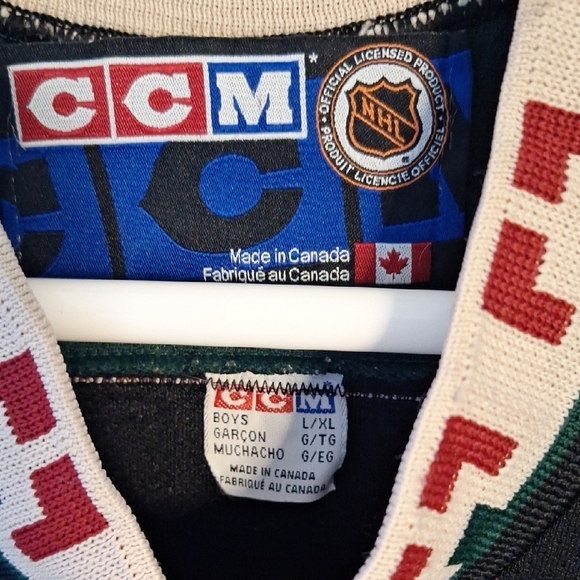 CCM*
• OFFICIAL LICENSED PRODUCT •
NHL
PRODUIT LICENCIE OFFICIEL
Made in Canada
Fabriqué au Canada
CCM
BOYS L/XL
GARÇON G/TG
MUCHACHO G/EG
MADE IN CANADA
FABRIQUÉ AU CANADA